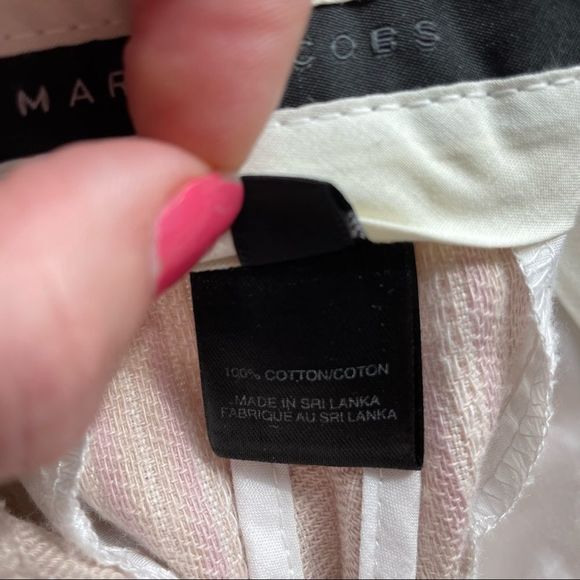 MAR COBS
100% COTTON/COTON
MADE IN SRI LANKA
FABRIQUE AU SRI LANKA